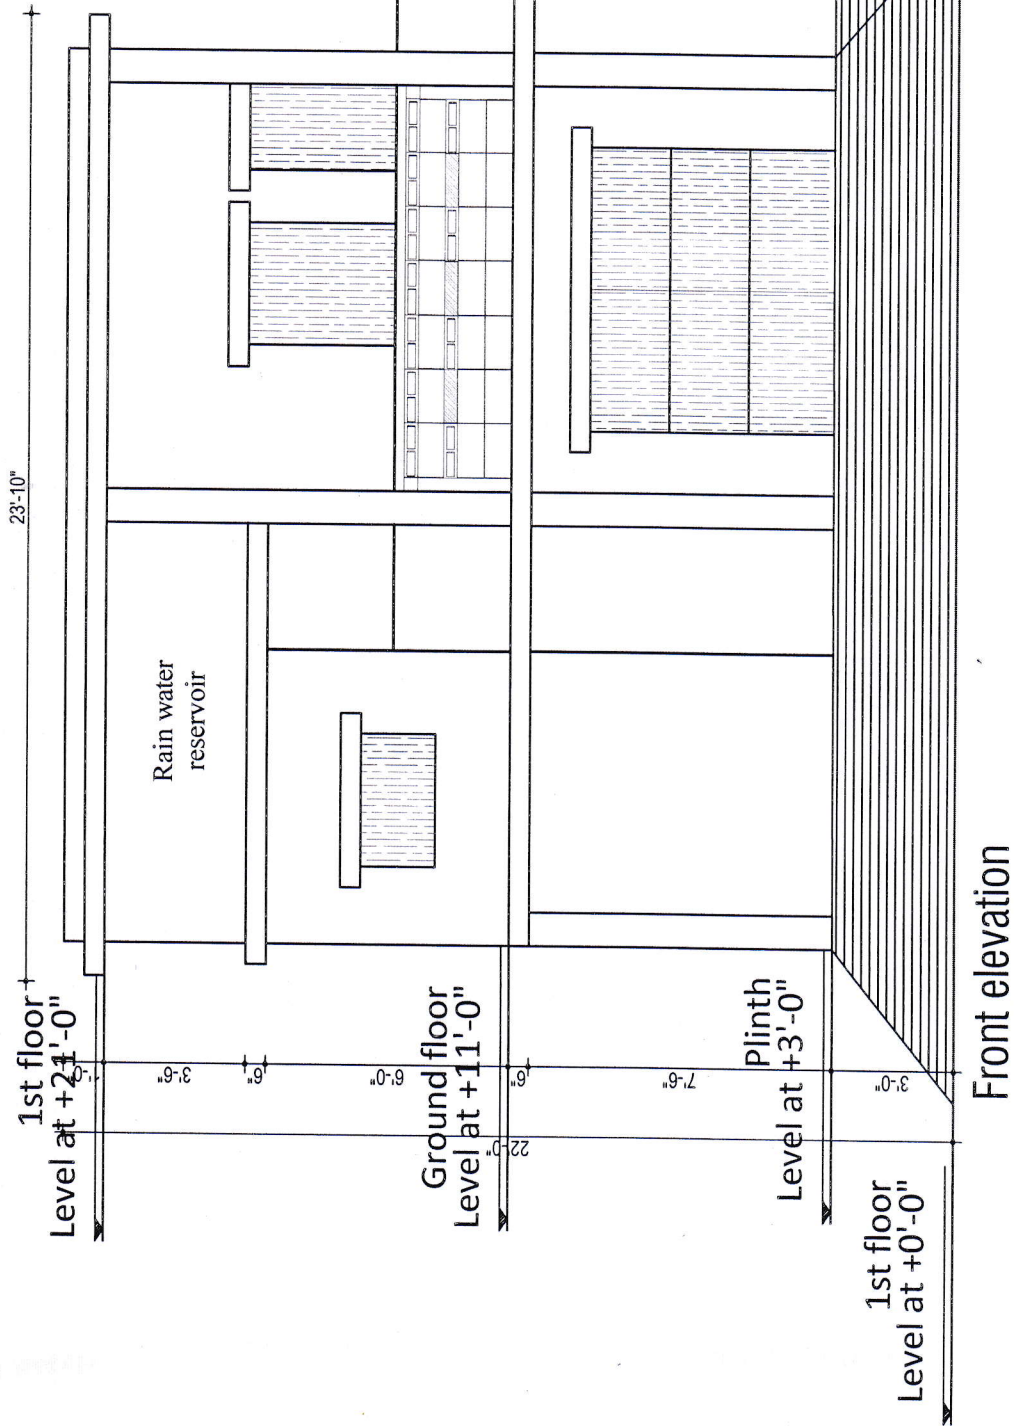 23'-10"
1st floor
Level at +21'-0"
1'-0"
3'-6"
6"
6'-0"
6"
7'-6"
3'-0"
22'-0"
Rain water
reservoir
Ground floor
Level at +11'-0"
Plinth
Level at +3'-0"
1st floor
Level at +0'-0"
Front elevation